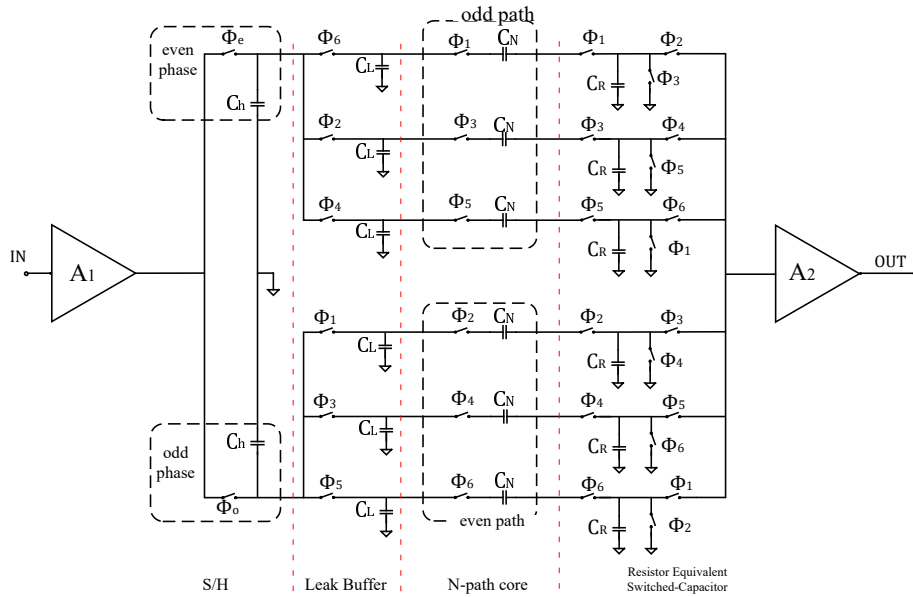 odd path
Φe Φ6 Φ1 CN Φ1 Φ2
even
phase
CL CR Φ3
Ch
Φ2 Φ3 CN Φ3 Φ4
CL CR Φ5
Φ4 Φ5 CN Φ5 Φ6
CL CR Φ1
IN A1 A2 OUT
Φ1 Φ2 CN Φ2 Φ3
CL CR Φ4
Φ3 Φ4 CN Φ4 Φ5
Ch CL CR Φ6
odd
phase
Φ5 Φ6 CN Φ6 Φ1
Φo CL even path CR Φ2
S/H Leak Buffer N-path core
Resistor Equivalent
Switched-Capacitor